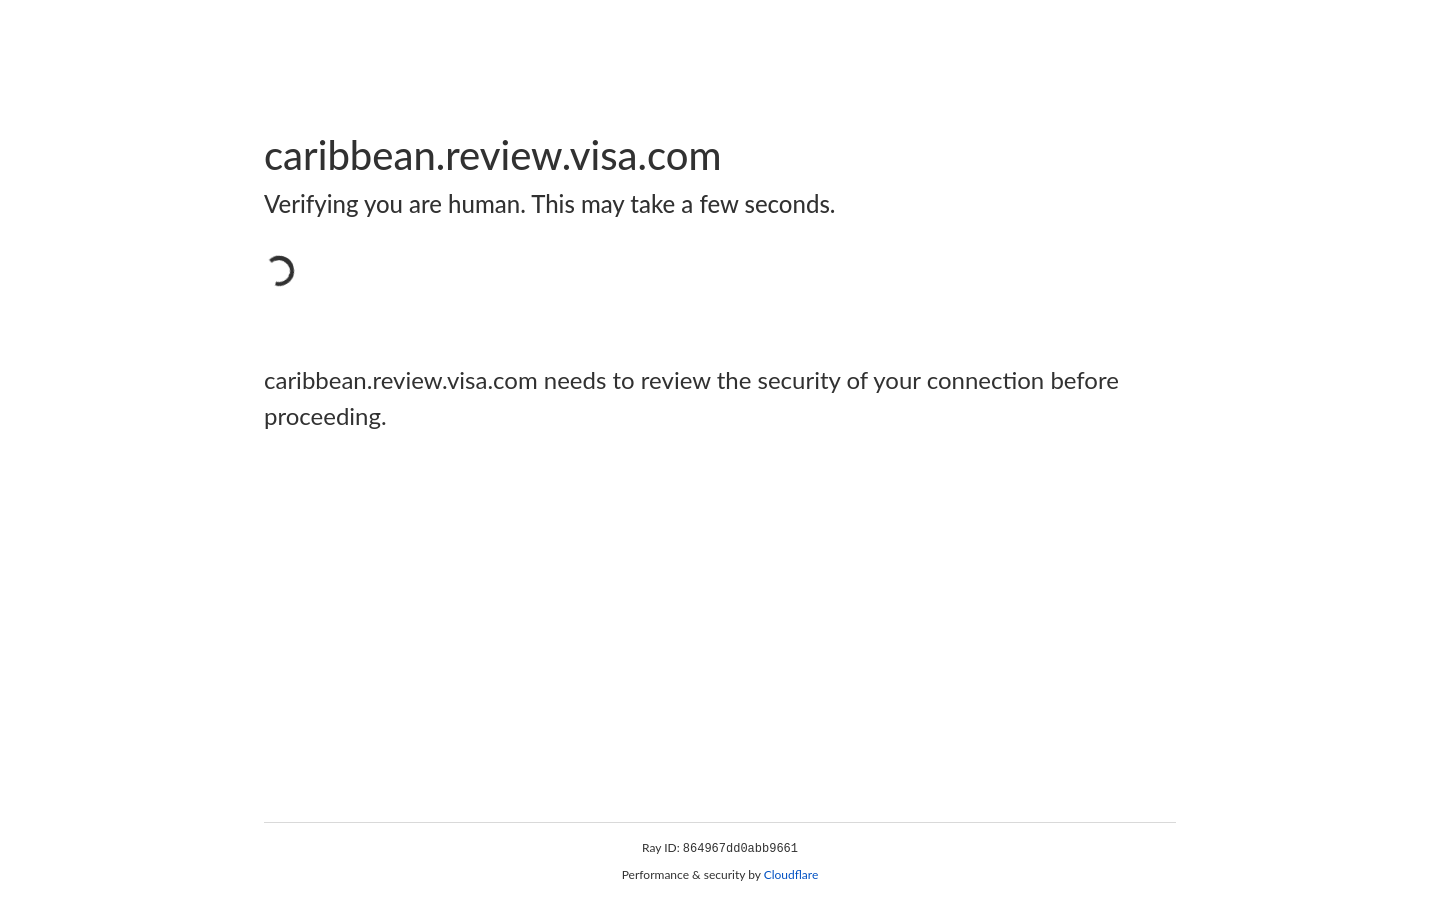 caribbean.review.visa.com
Verifying you are human. This may take a few seconds.
caribbean.review.visa.com needs to review the security of your connection before
proceeding.
Ray ID: 864967dd0abb9661
Performance & security by Cloudflare